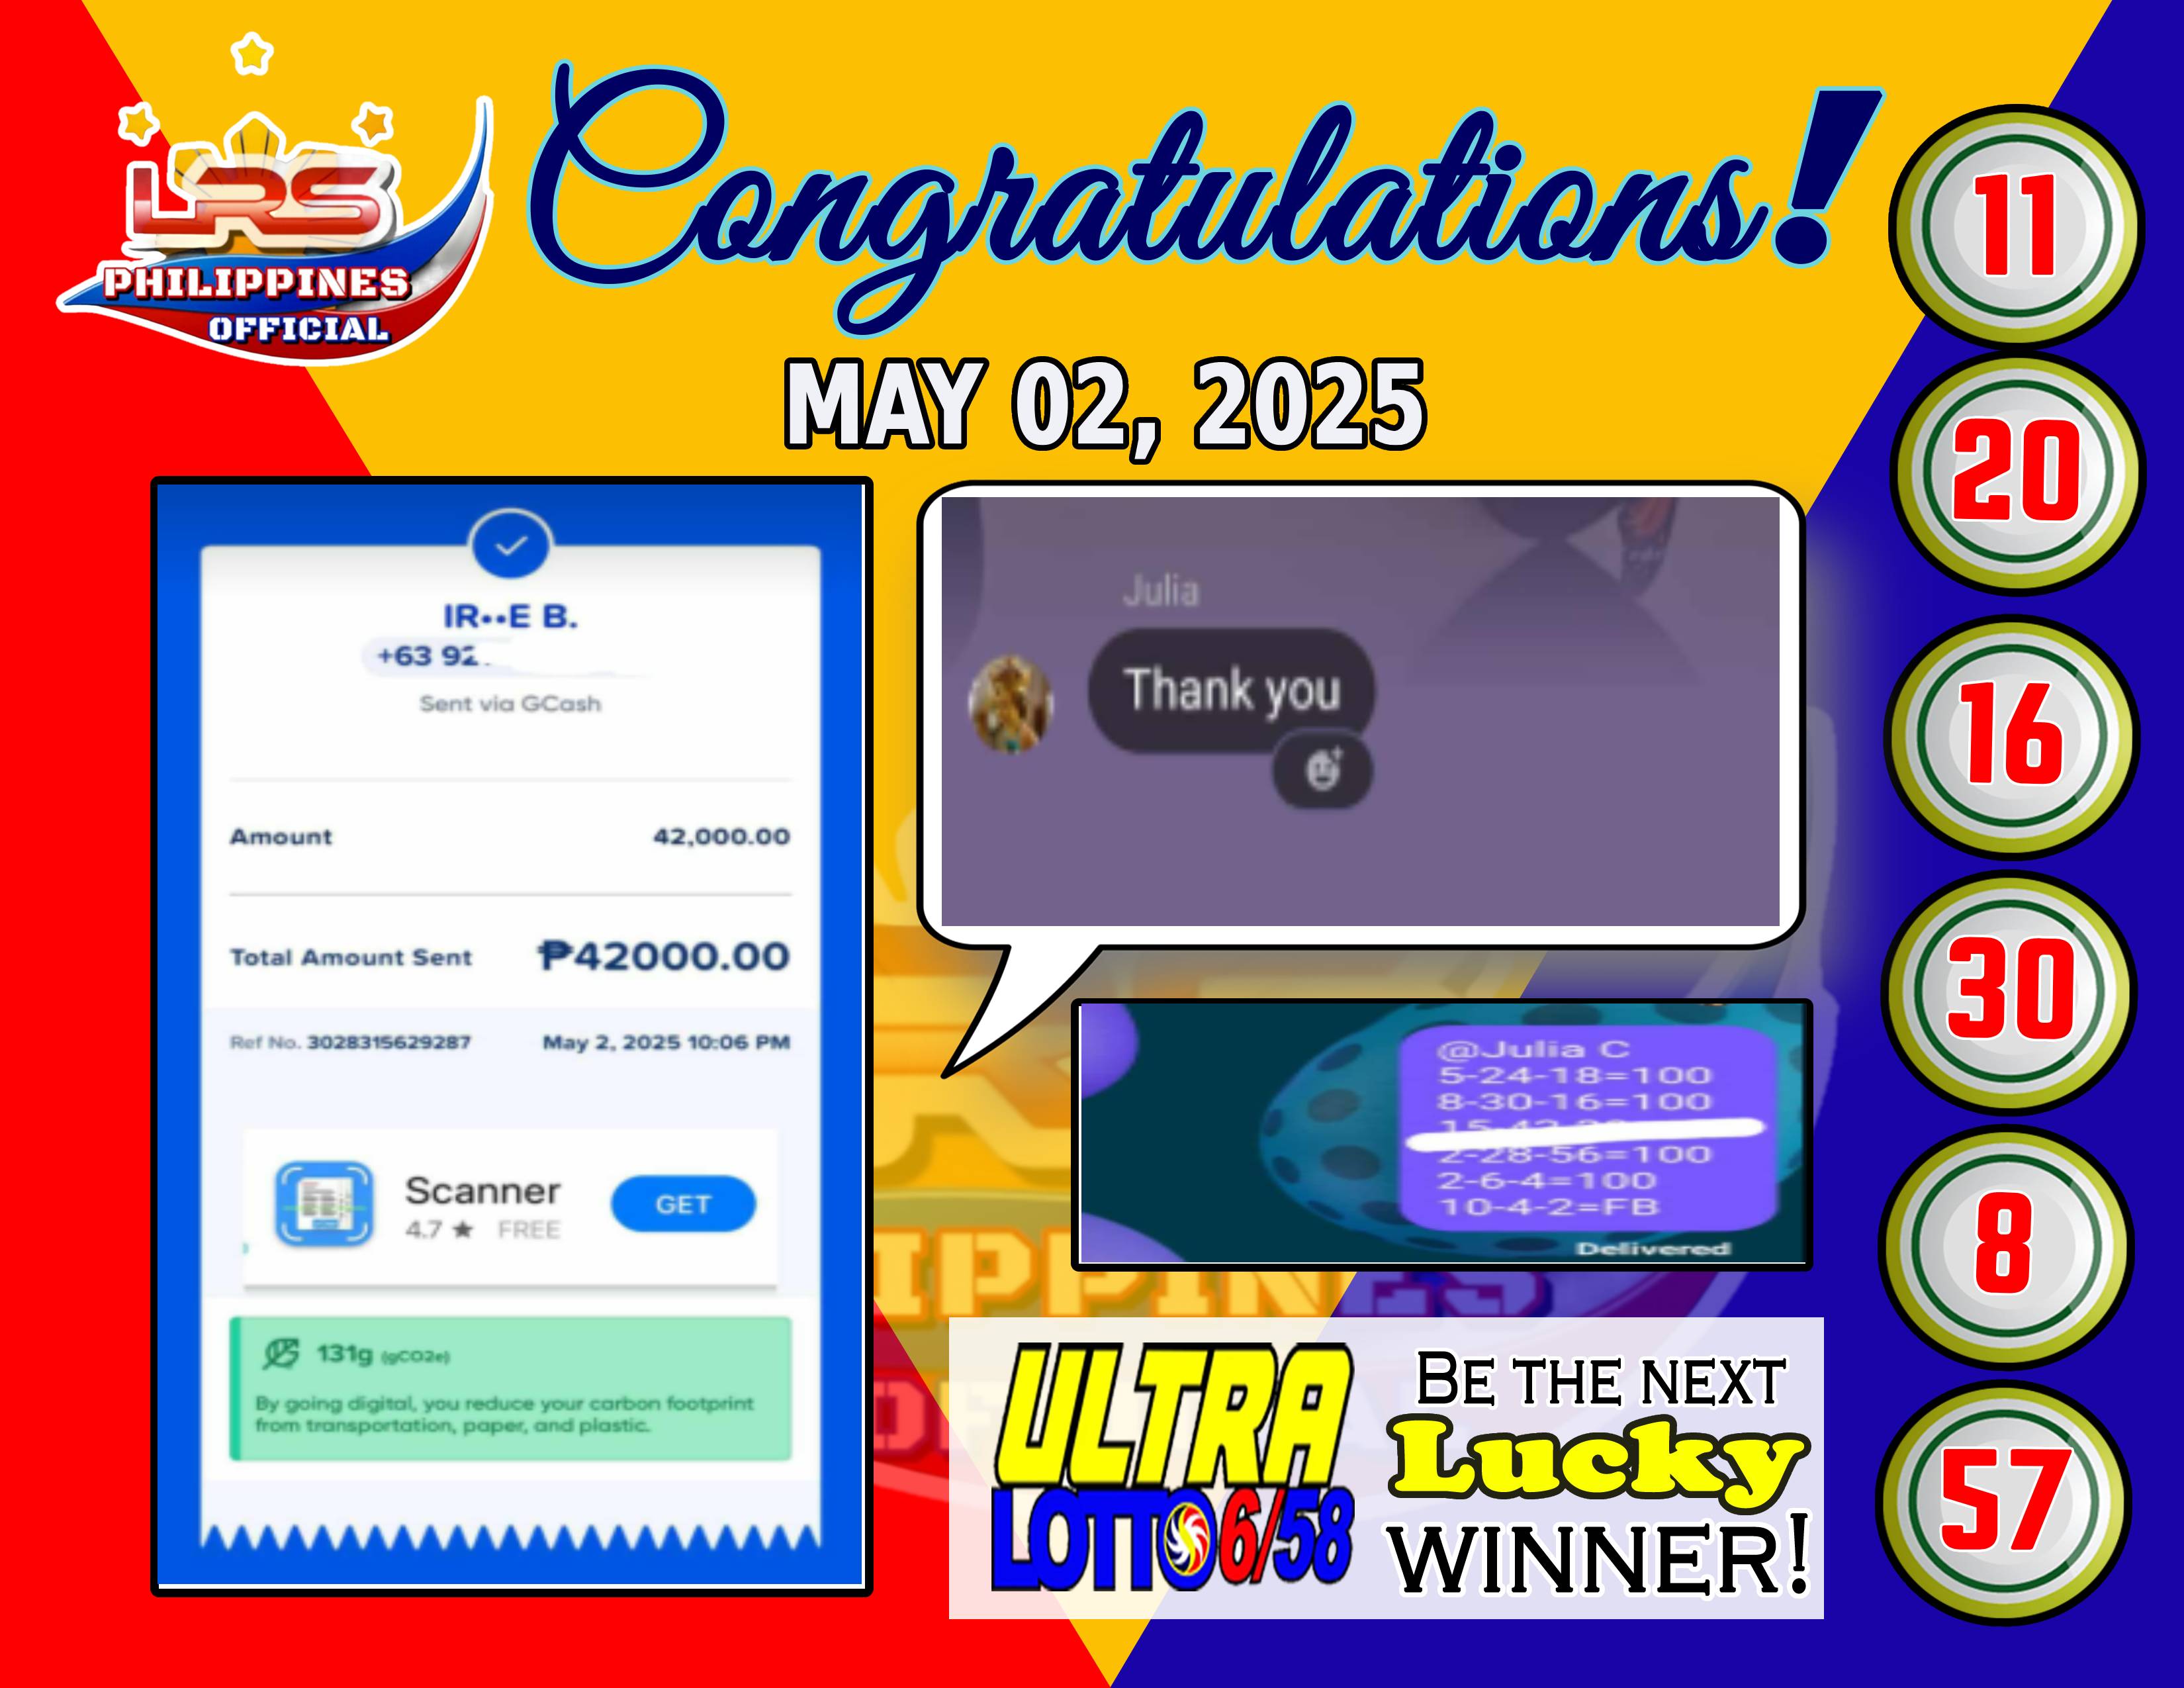 LRS
PHILIPPINES
OFFICIAL
Congratulations!
MAY 02, 2025
IR••E B.
+63 92
Sent via GCash
Amount 42,000.00
Total Amount Sent ₱42000.00
Ref No. 3028315629287 May 2, 2025 10:06 PM
Scanner
4.7 ★ FREE
GET
131g (gCO2e)
By going digital, you reduce your carbon footprint
from transportation, paper, and plastic.
Julia
Thank you
@Julia C
5-24-18=100
8-30-16=100
2-28-56=100
2-6-4=100
10-4-2=FB
Delivered
ULTRA
LOTTO 6/58
BE THE NEXT
Lucky
WINNER!
11
20
16
30
8
57